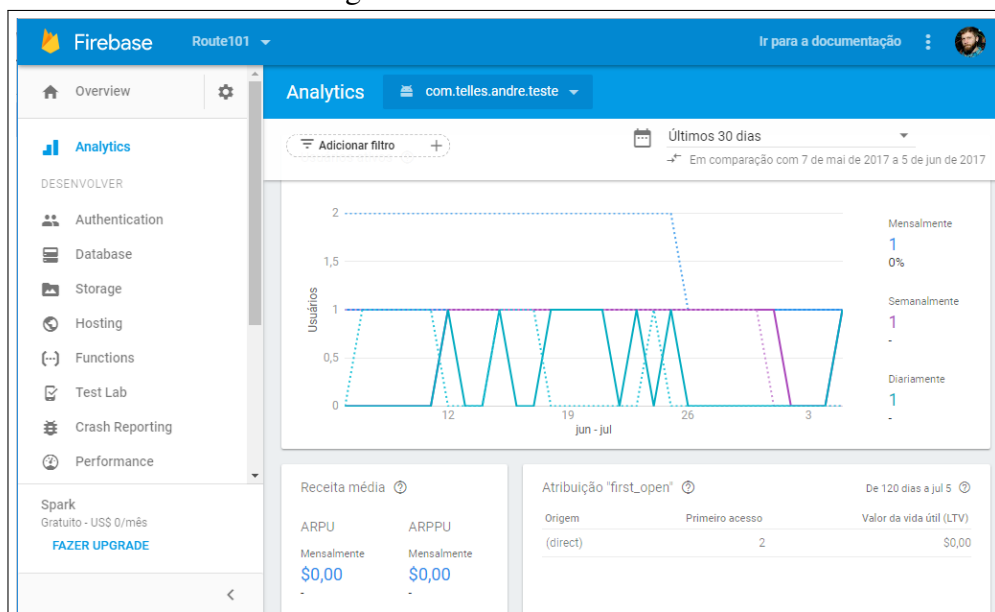 Firebase
Route101
Ir para a documentação
Overview
Analytics
DESENVOLVER
Authentication
Database
Storage
Hosting
Functions
Test Lab
Crash Reporting
Performance
Spark
Gratuito - US$ 0/mês
FAZER UPGRADE
Analytics
com.telles.andre.teste
Adicionar filtro
Últimos 30 dias
Em comparação com 7 de mai de 2017 a 5 de jun de 2017
Usuários
2
1,5
1
0,5
0
12
19
26
3
jun - jul
Mensalmente
1
0%
Semanalmente
1
-
Diariamente
1
-
Receita média
ARPU
ARPPU
Mensalmente
Mensalmente
$0,00
$0,00
-
-
Atribuição "first_open"
De 120 dias a jul 5
Origem
Primeiro acesso
Valor da vida útil (LTV)
(direct)
2
$0,00